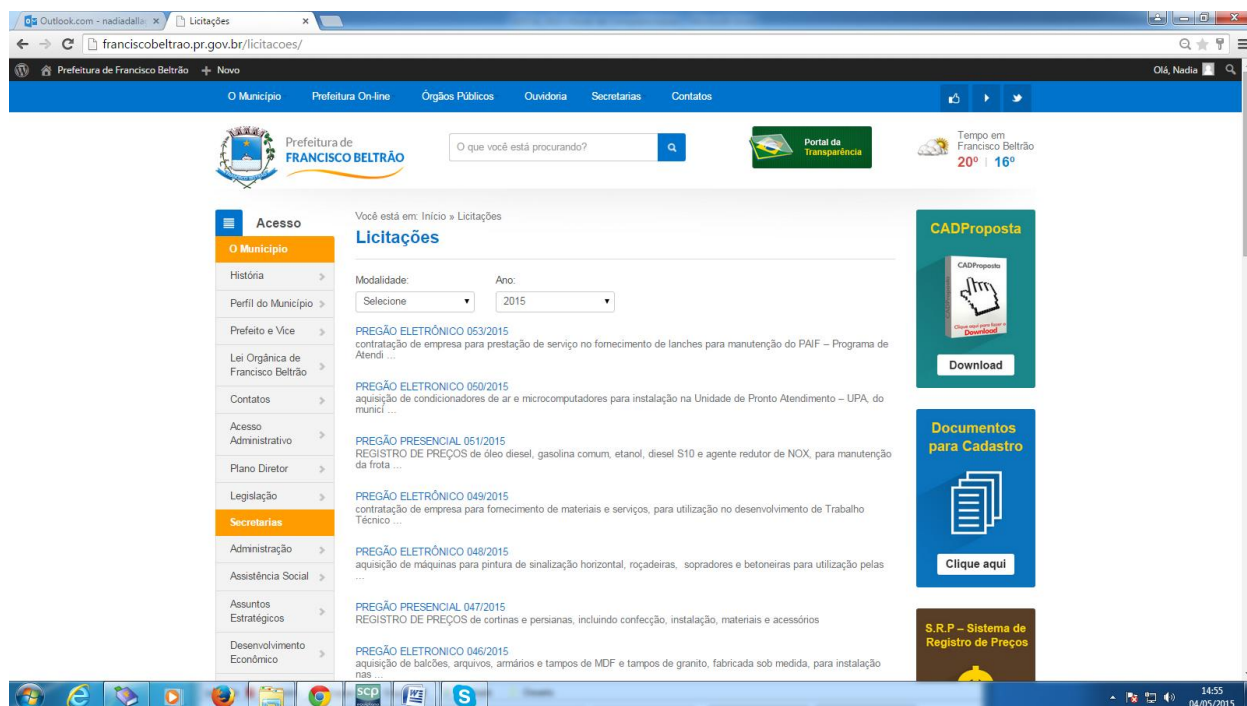 Outlook.com - nadiadalla
Licitações
franciscobeltrao.pr.gov.br/licitacoes/
Prefeitura de Francisco Beltrão + Novo
Olá, Nadia
O Município Prefeitura On-line Órgãos Públicos Ouvidoria Secretarias Contatos
Prefeitura de
FRANCISCO BELTRÃO
O que você está procurando?
Portal da
Transparência
Tempo em
Francisco Beltrão
20º | 16º
Acesso
O Município
História
Perfil do Município
Prefeito e Vice
Lei Orgânica de
Francisco Beltrão
Contatos
Acesso
Administrativo
Plano Diretor
Legislação
Secretarias
Administração
Assistência Social
Assuntos
Estratégicos
Desenvolvimento
Econômico
Você está em: Início » Licitações
Licitações
Modalidade: Ano:
Selecione 2015
PREGÃO ELETRÔNICO 053/2015
contratação de empresa para prestação de serviço no fornecimento de lanches para manutenção do PAIF – Programa de
Atendi ...
PREGÃO ELETRONICO 050/2015
aquisição de condicionadores de ar e microcomputadores para instalação na Unidade de Pronto Atendimento – UPA, do
municí ...
PREGÃO PRESENCIAL 051/2015
REGISTRO DE PREÇOS de óleo diesel, gasolina comum, etanol, diesel S10 e agente redutor de NOX, para manutenção
da frota ...
PREGÃO ELETRÔNICO 049/2015
contratação de empresa para fornecimento de materiais e serviços, para utilização no desenvolvimento de Trabalho
Técnico ...
PREGÃO ELETRÔNICO 048/2015
aquisição de máquinas para pintura de sinalização horizontal, roçadeiras, sopradores e betoneiras para utilização pelas
...
PREGÃO PRESENCIAL 047/2015
REGISTRO DE PREÇOS de cortinas e persianas, incluindo confecção, instalação, materiais e acessórios
PREGÃO ELETRONICO 046/2015
aquisição de balcões, arquivos, armários e tampos de MDF e tampos de granito, fabricada sob medida, para instalação
nas ...
CADProposta
CADProposta
Download
Download
Documentos
para Cadastro
Clique aqui
S.R.P – Sistema de
Registro de Preços
scp
14:55
04/05/2015